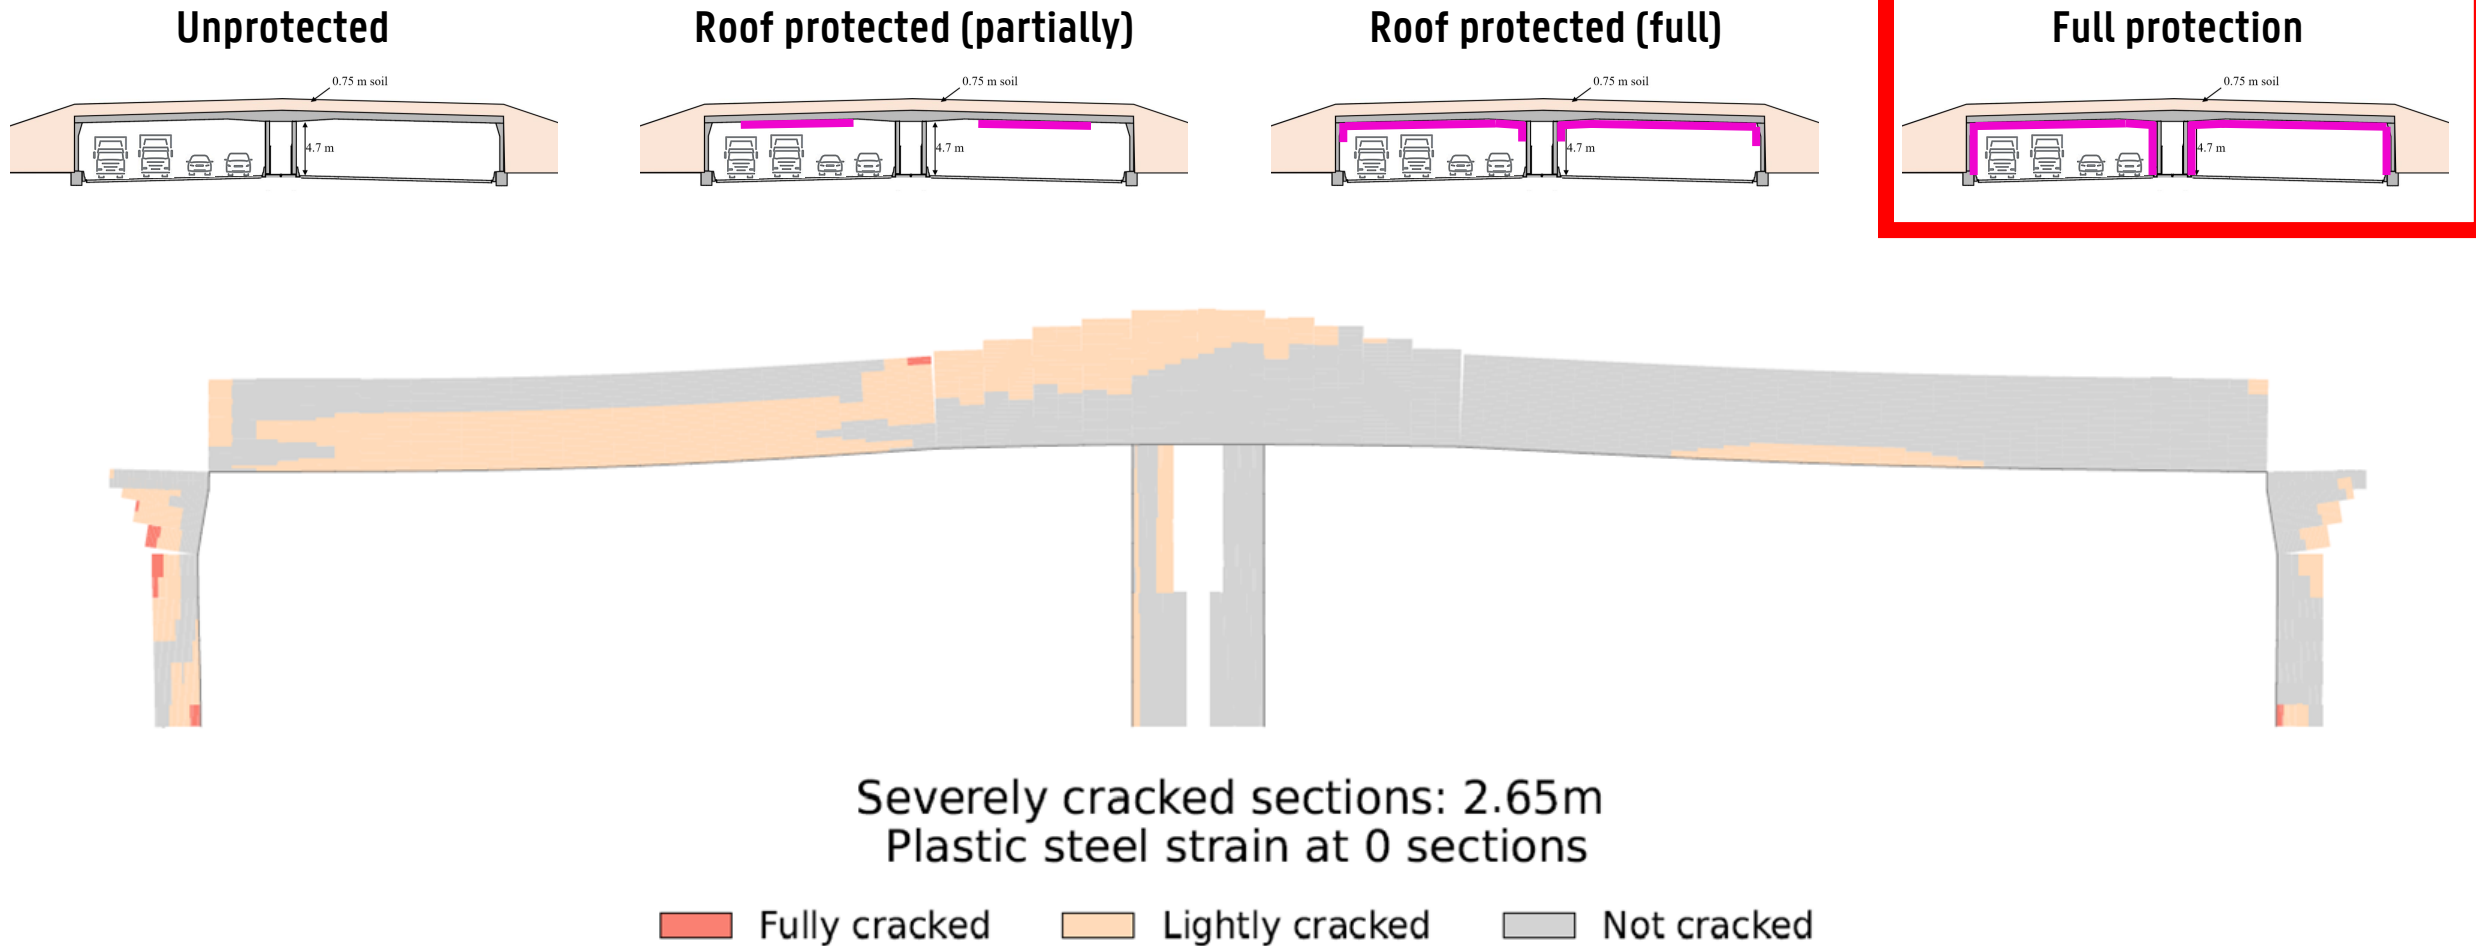 Unprotected
Roof protected (partially)
Roof protected (full)
Full protection
0.75 m soil
0.75 m soil
0.75 m soil
0.75 m soil
4.7 m
4.7 m
4.7 m
4.7 m
Severely cracked sections: 2.65m
Plastic steel strain at 0 sections
Fully cracked
Lightly cracked
Not cracked